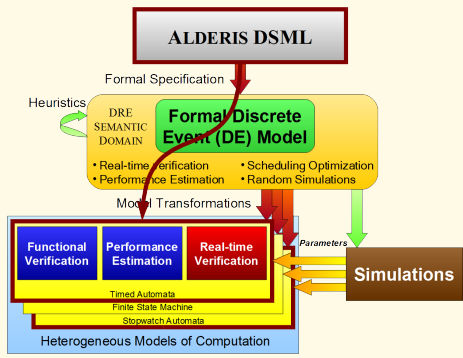 ALDERIS DSML
Formal Specification
Heuristics
DRE
SEMANTIC
DOMAIN
Formal Discrete
Event (DE) Model
• Real-time Verification
• Performance Estimation
• Scheduling Optimization
• Random Simulations
Model Transformations
Parameters
Functional
Verification
Performance
Estimation
Real-time
Verification
Simulations
Timed Automata
Finite State Machine
Stopwatch Automata
Heterogeneous Models of Computation